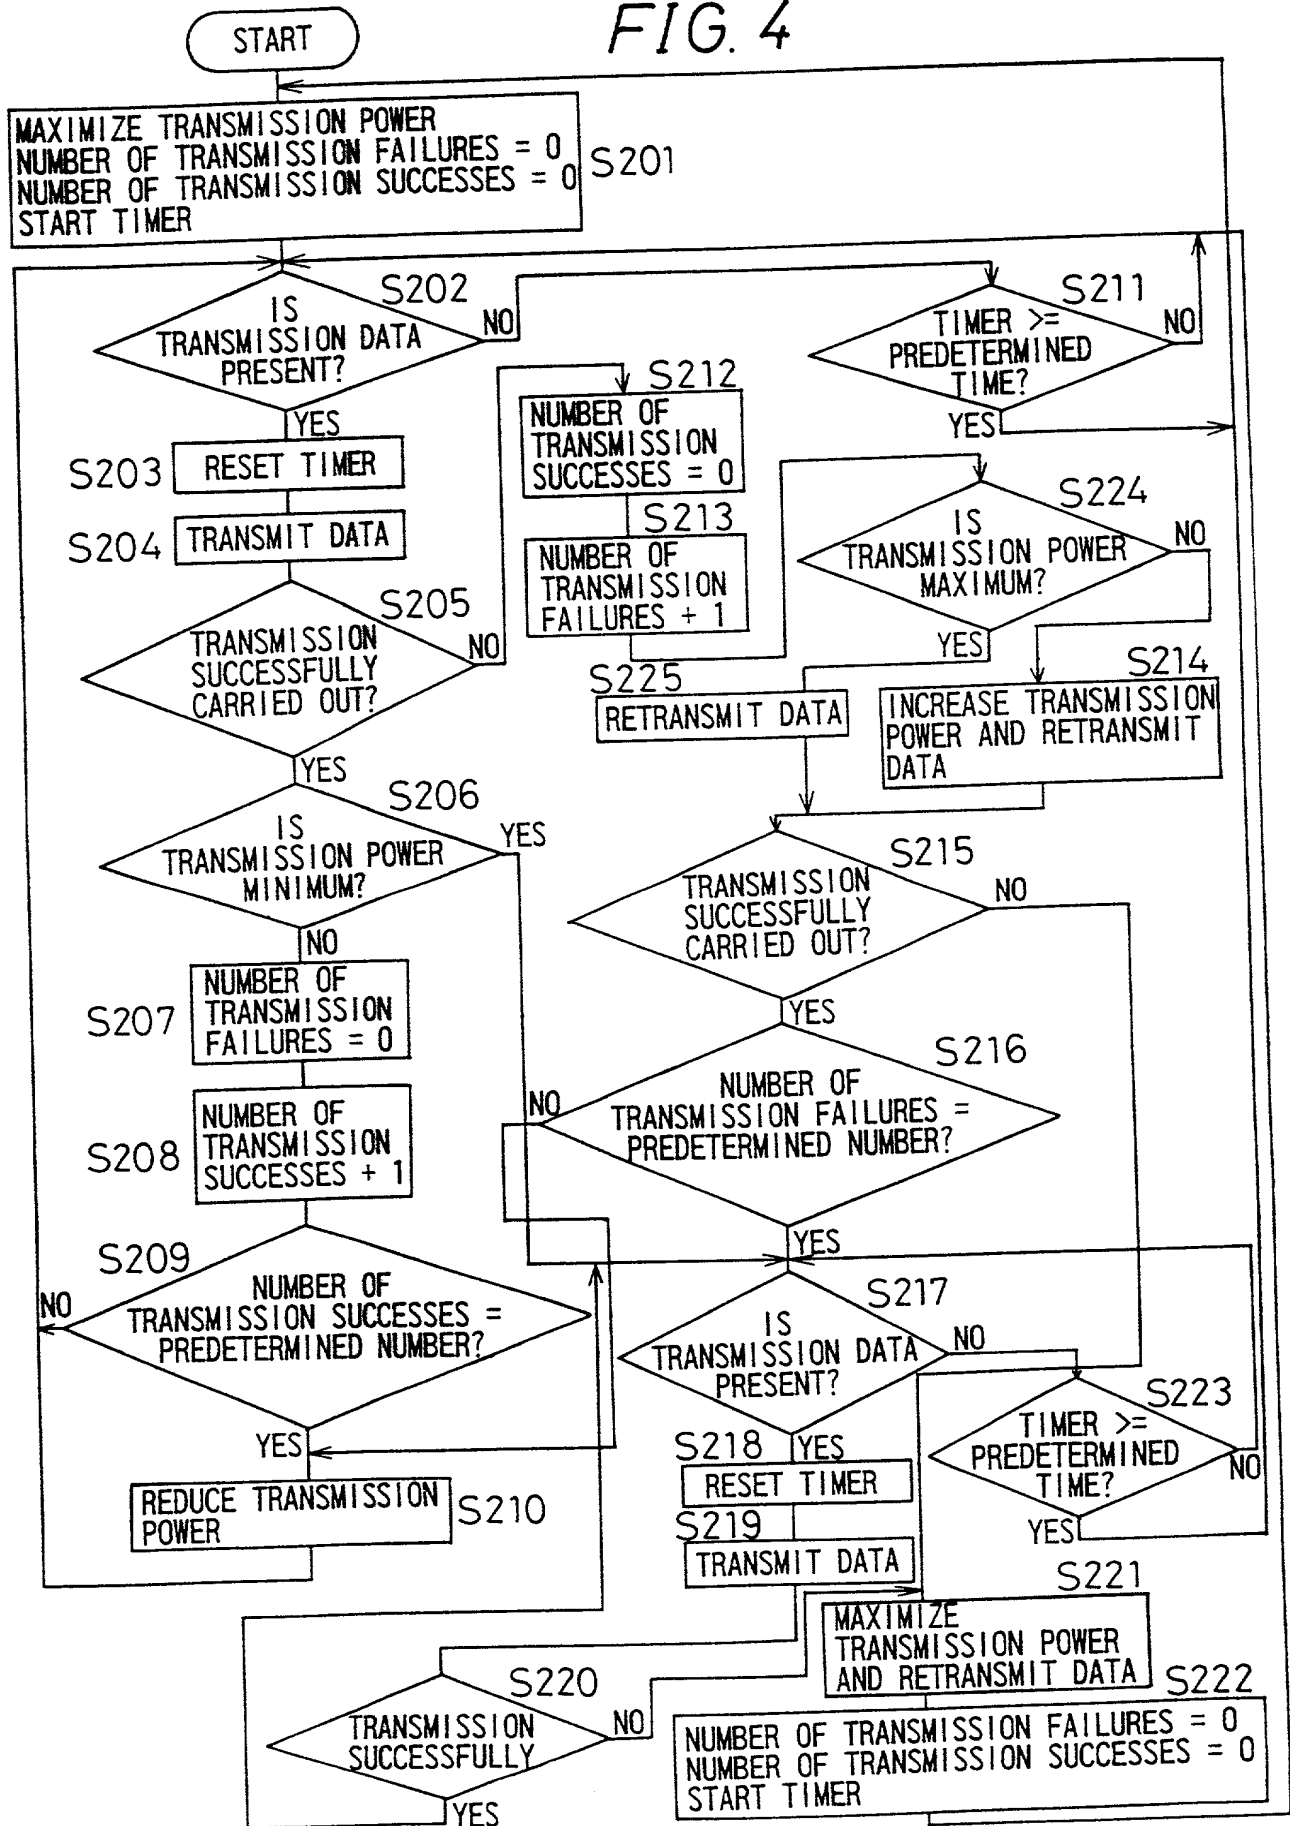 FIG. 4
START
MAXIMIZE TRANSMISSION POWER
NUMBER OF TRANSMISSION FAILURES = 0
NUMBER OF TRANSMISSION SUCCESSES = 0
START TIMER
S201
S202
IS
TRANSMISSION DATA
PRESENT?
NO
YES
S211
TIMER >=
PREDETERMINED
TIME?
NO
YES
S203
RESET TIMER
S204
TRANSMIT DATA
S205
TRANSMISSION
SUCCESSFULLY
CARRIED OUT?
NO
YES
S212
NUMBER OF
TRANSMISSION
SUCCESSES = 0
S213
NUMBER OF
TRANSMISSION
FAILURES + 1
S224
IS
TRANSMISSION POWER
MAXIMUM?
NO
YES
S225
RETRANSMIT DATA
S214
INCREASE TRANSMISSION
POWER AND RETRANSMIT
DATA
S206
IS
TRANSMISSION POWER
MINIMUM?
YES
NO
S215
TRANSMISSION
SUCCESSFULLY
CARRIED OUT?
NO
YES
S207
NUMBER OF
TRANSMISSION
FAILURES = 0
S208
NUMBER OF
TRANSMISSION
SUCCESSES + 1
S216
NUMBER OF
TRANSMISSION FAILURES =
PREDETERMINED NUMBER?
NO
YES
S209
NUMBER OF
TRANSMISSION SUCCESSES =
PREDETERMINED NUMBER?
NO
YES
S210
REDUCE TRANSMISSION
POWER
S217
IS
TRANSMISSION DATA
PRESENT?
NO
YES
S223
TIMER >=
PREDETERMINED
TIME?
NO
YES
S218
RESET TIMER
S219
TRANSMIT DATA
S220
TRANSMISSION
SUCCESSFULLY
NO
YES
S221
MAXIMIZE
TRANSMISSION POWER
AND RETRANSMIT DATA
S222
NUMBER OF TRANSMISSION FAILURES = 0
NUMBER OF TRANSMISSION SUCCESSES = 0
START TIMER